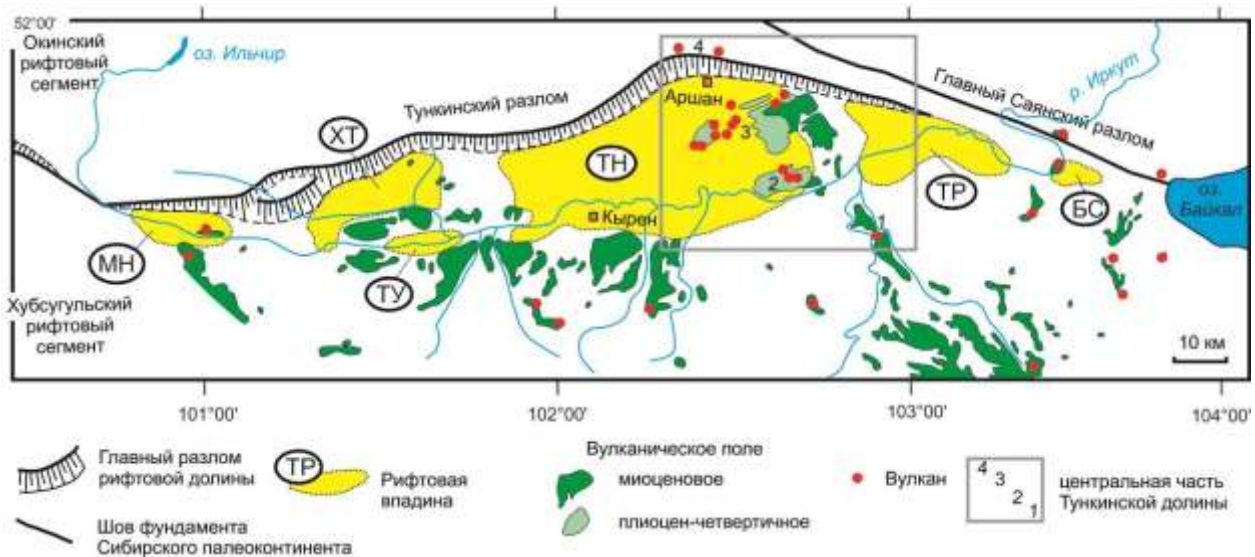 52°00'
Окинский
рифтовый
сегмент
оз. Ильчир
Тункинский разлом
ХТ
4
Аршан
3
ТН
2
Кырен
Главный Саянский разлом
р. Иркут
ТР
БС
оз.
Байкал
1
МН
ТУ
Хубсугульский
рифтовый
сегмент
10 км
101°00'
102°00'
103°00'
104°00'
Главный разлом
рифтовой долины
Шов фундамента
Сибирского палеоконтинента
ТР
Рифтовая
впадина
Вулканическое поле
миоценовое
плиоцен-четвертичное
Вулкан
4
3
2
1
центральная часть
Тункинской долины